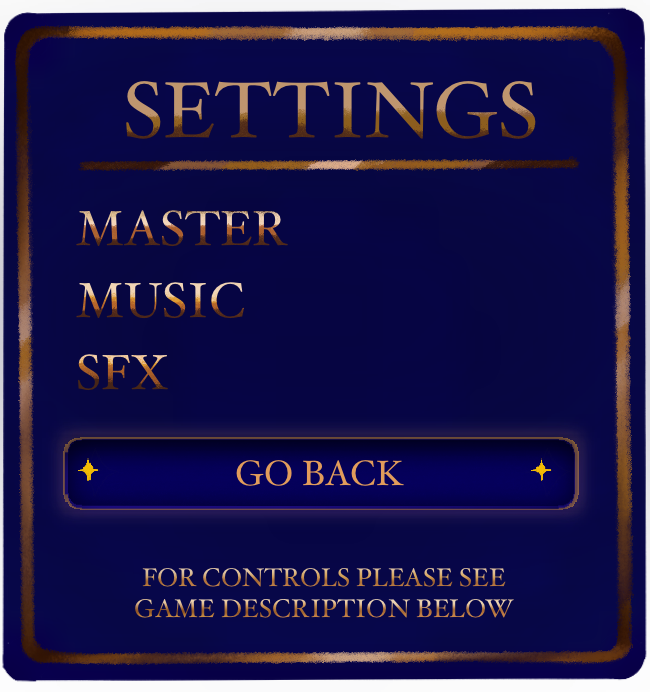 SETTINGS
MASTER
MUSIC
SFX
GO BACK
FOR CONTROLS PLEASE SEE
GAME DESCRIPTION BELOW